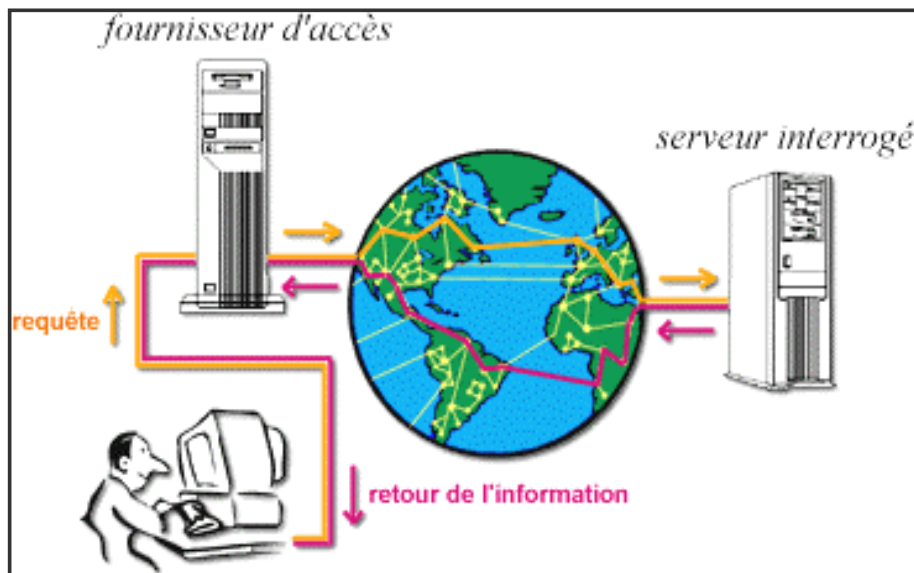 fournisseur d'accès
serveur interrogé
requête
retour de l'information